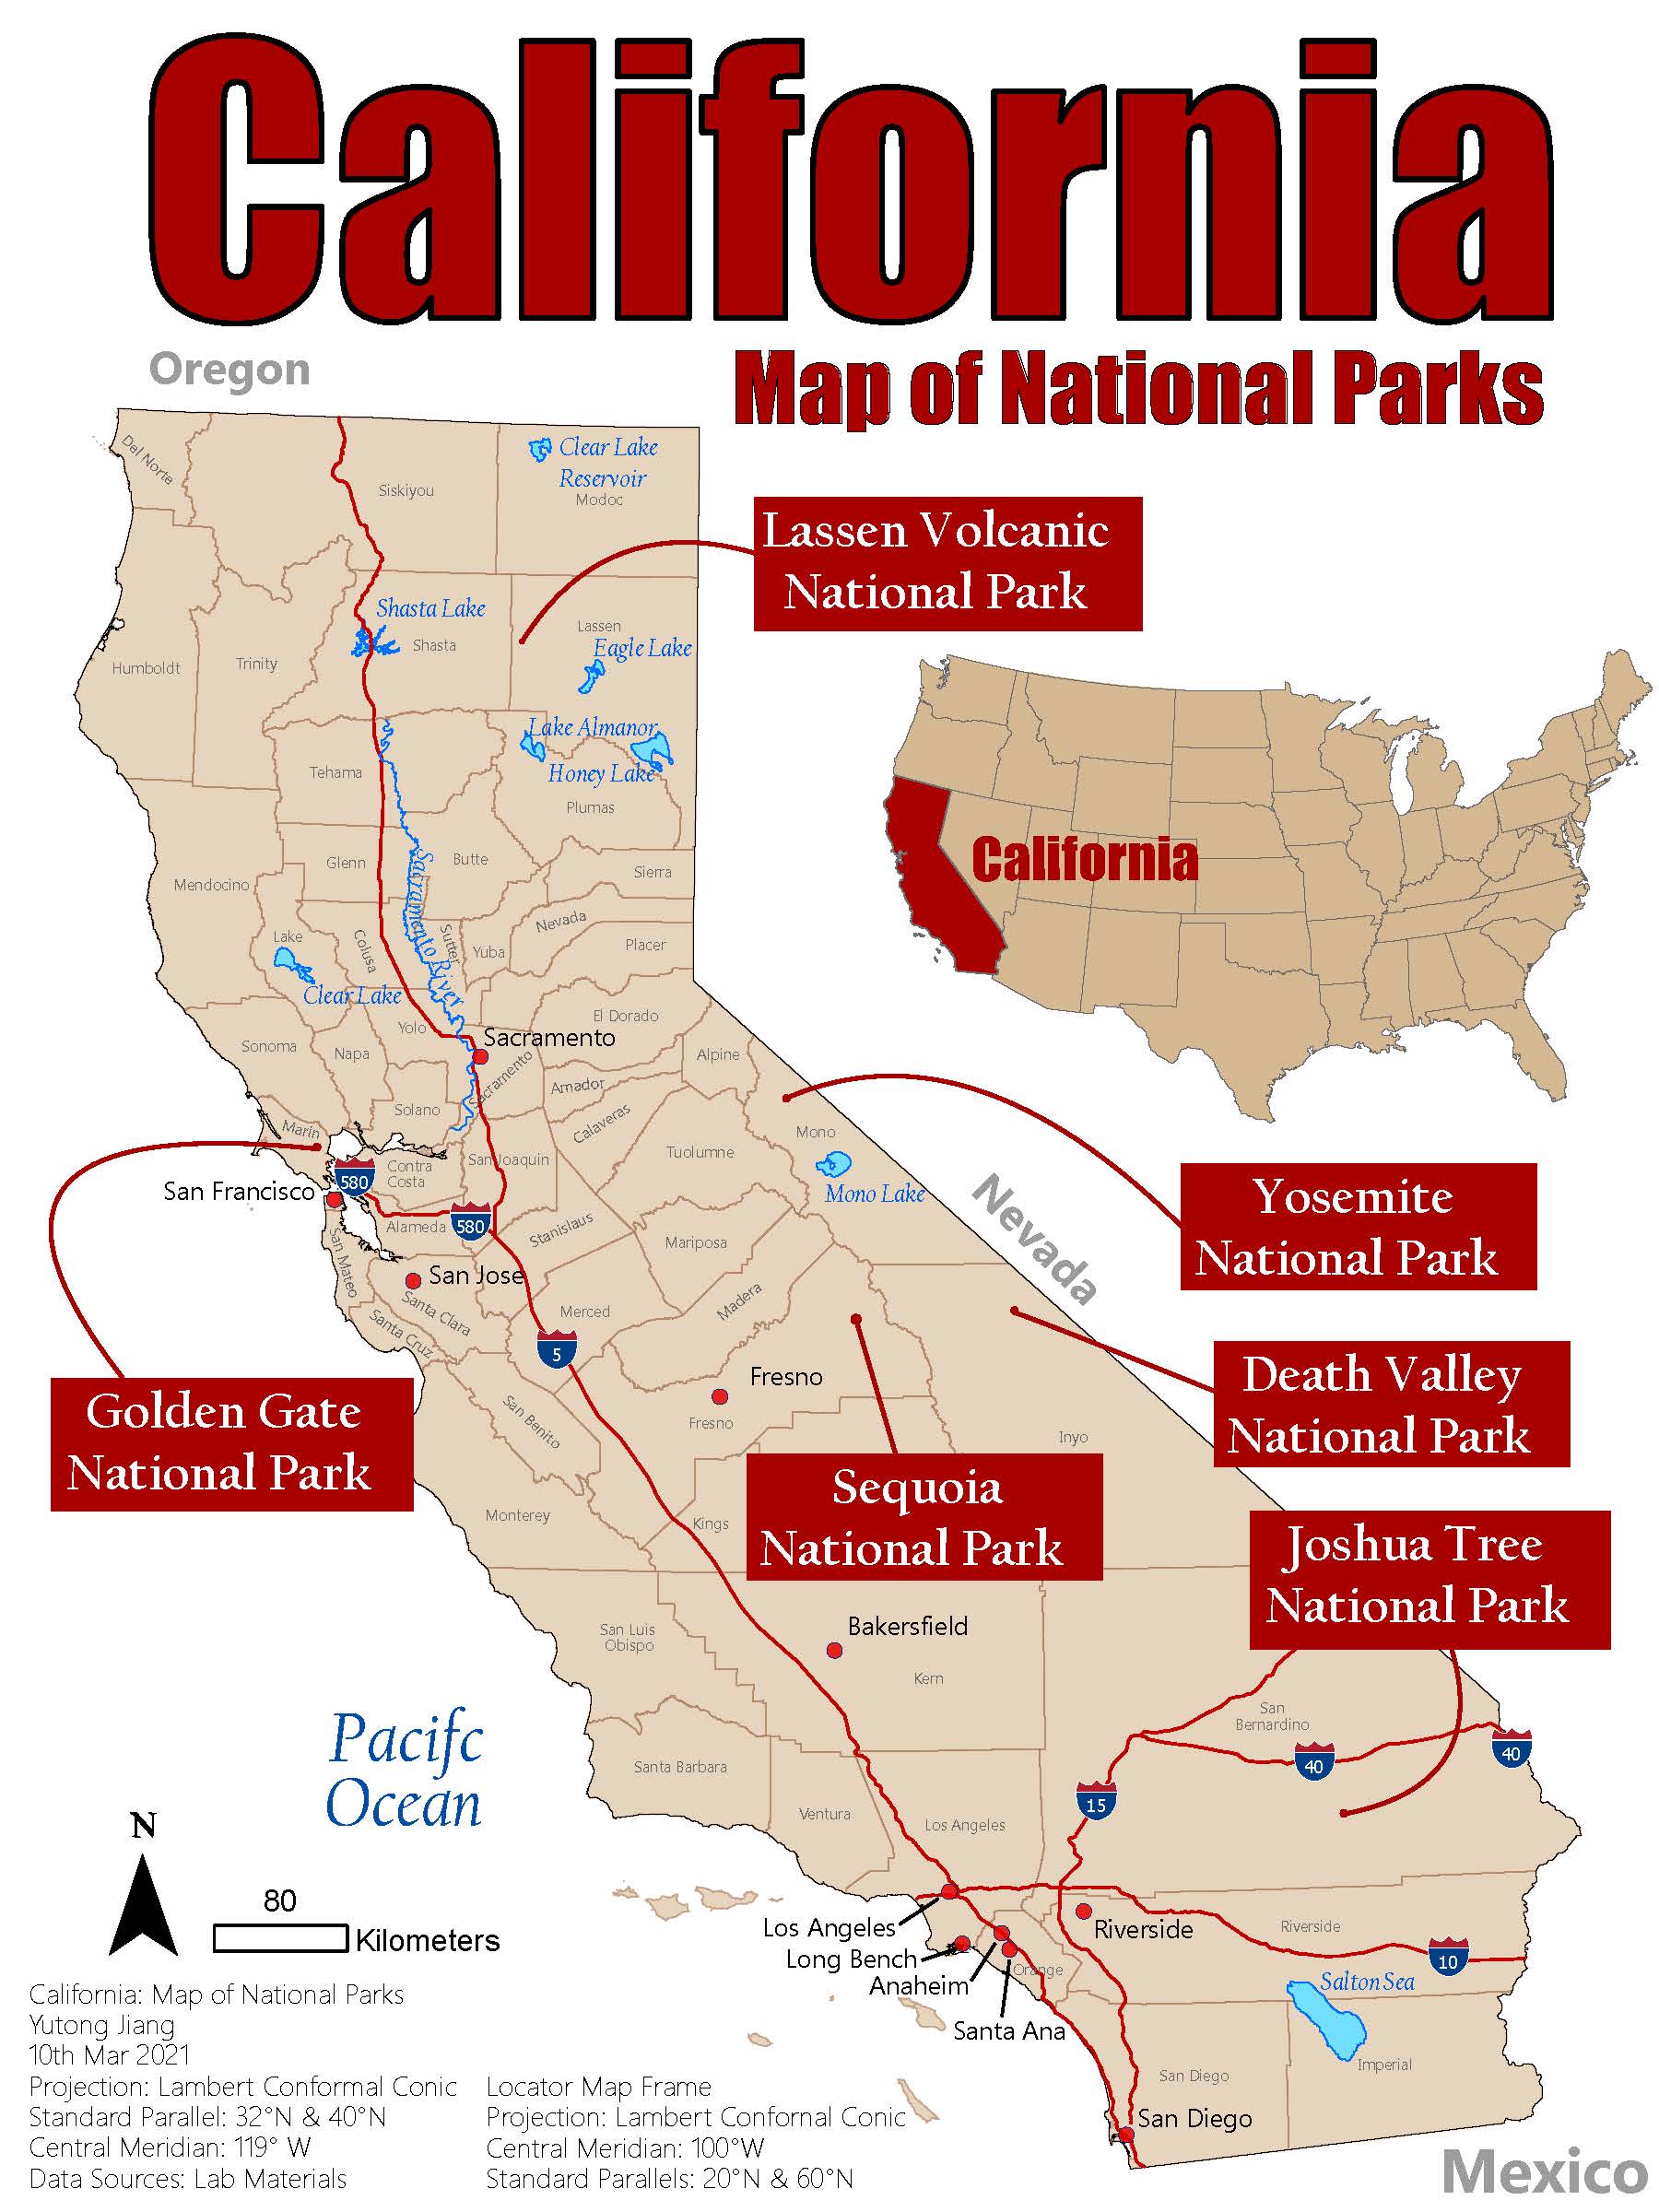 California
Map of National Parks
Oregon
Del Norte
Siskiyou
Clear Lake
Reservoir
Modoc
Lassen Volcanic
National Park
Shasta Lake
Shasta
Lassen
Eagle Lake
Humboldt
Trinity
Lake Almanor
Honey Lake
Tehama
Plumas
Glenn
Butte
Sierra
California
Mendocino
Sacramento River
Lake
Colusa
Sutter
Yuba
Nevada
Placer
Clear Lake
Yolo
El Dorado
Sonoma
Napa
Sacramento
Sacramento
Alpine
Amador
Solano
Calaveras
Marin
Mono
Tuolumne
San Joaquin
Contra
Costa
580
San Francisco
Mono Lake
Nevada
Yosemite
National Park
Alameda
580
Stanislaus
Mariposa
San Mateo
San Jose
Santa Clara
Santa Cruz
Merced
Madera
5
Golden Gate
National Park
Fresno
Fresno
San Benito
Death Valley
National Park
Inyo
Sequoia
National Park
Monterey
Kings
Joshua Tree
National Park
San Luis
Obispo
Bakersfield
Kern
San
Bernardino
Pacifc
Ocean
Santa Barbara
40
40
15
Ventura
Los Angeles
N
80
Kilometers
Los Angeles
Long Bench
Anaheim
Santa Ana
Orange
Riverside
Riverside
10
Salton Sea
Imperial
San Diego
San Diego
Mexico
California: Map of National Parks
Yutong Jiang
10th Mar 2021
Projection: Lambert Conformal Conic
Standard Parallel: 32°N & 40°N
Central Meridian: 119° W
Data Sources: Lab Materials
Locator Map Frame
Projection: Lambert Confornal Conic
Central Meridian: 100°W
Standard Parallels: 20°N & 60°N